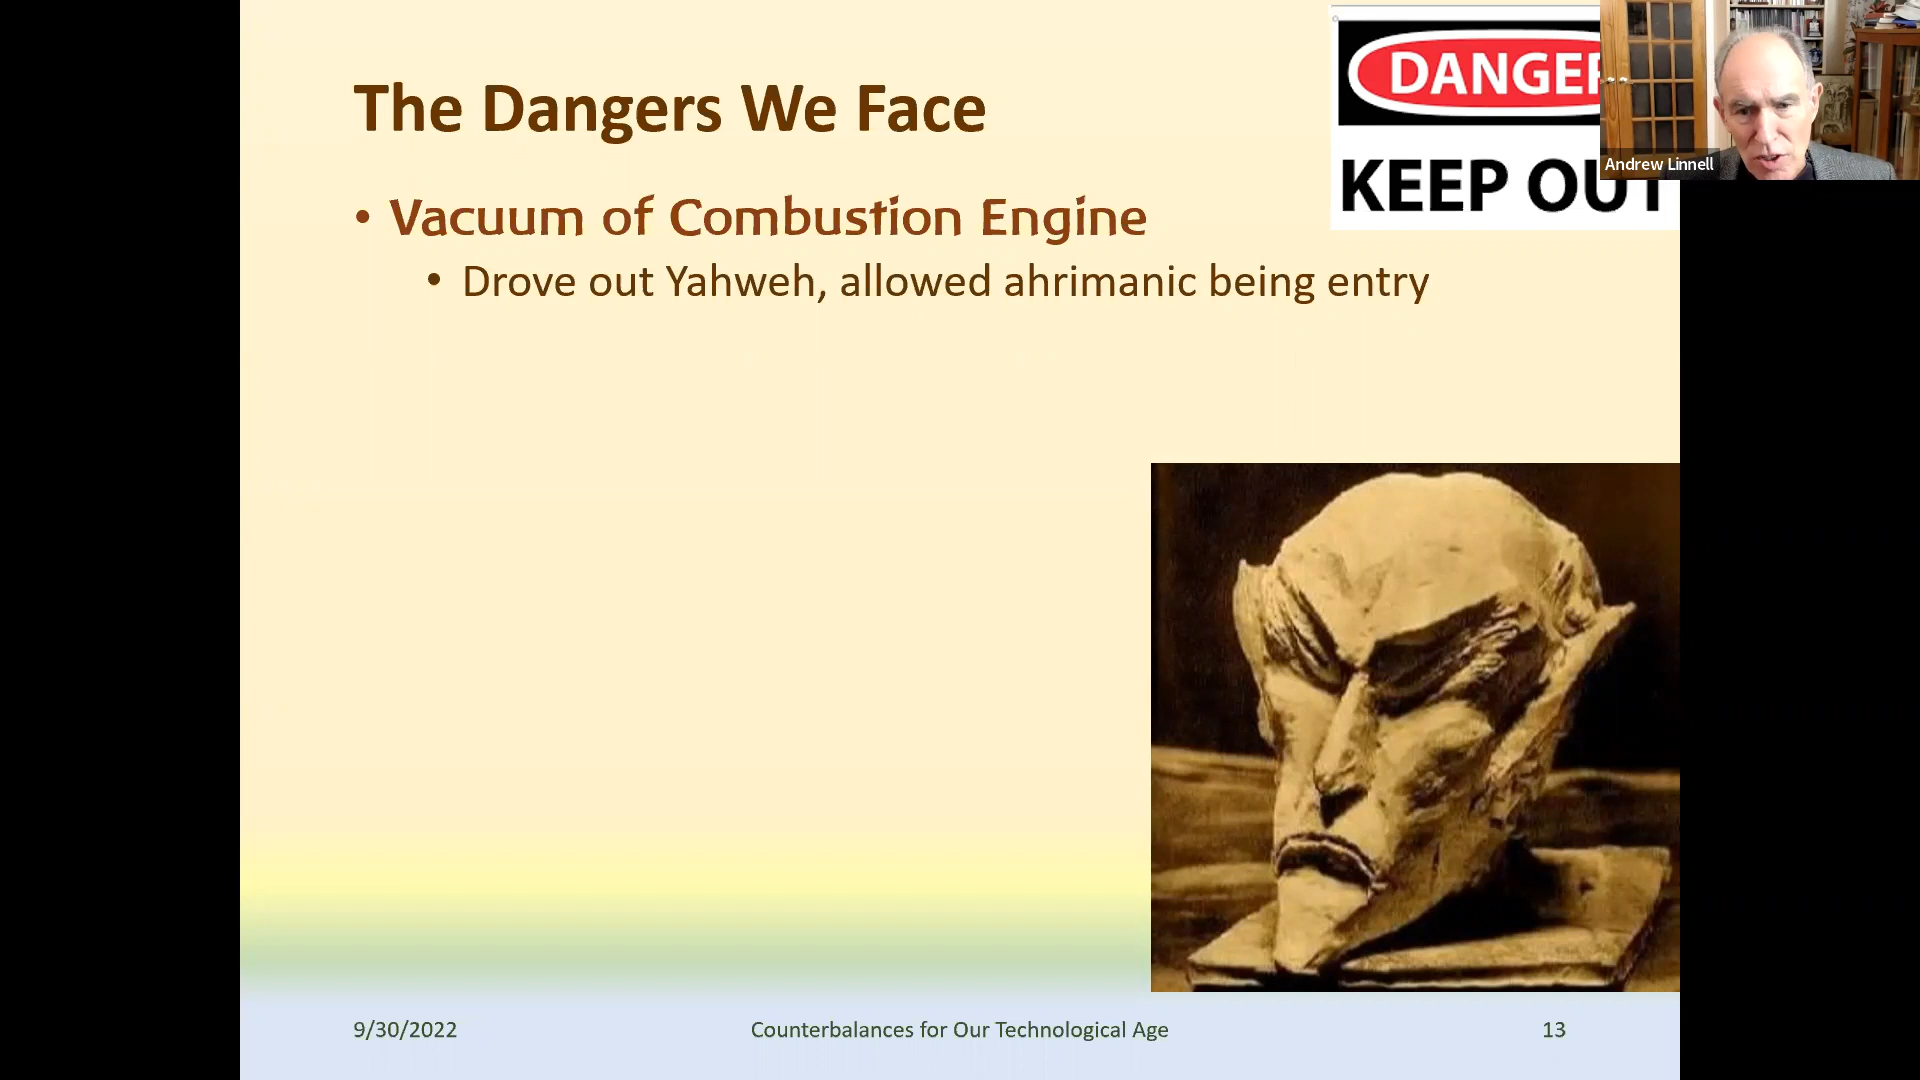 The Dangers We Face
DANGER
KEEP OUT
Andrew Linnell
• Vacuum of Combustion Engine
• Drove out Yahweh, allowed ahrimanic being entry
9/30/2022
Counterbalances for Our Technological Age
13